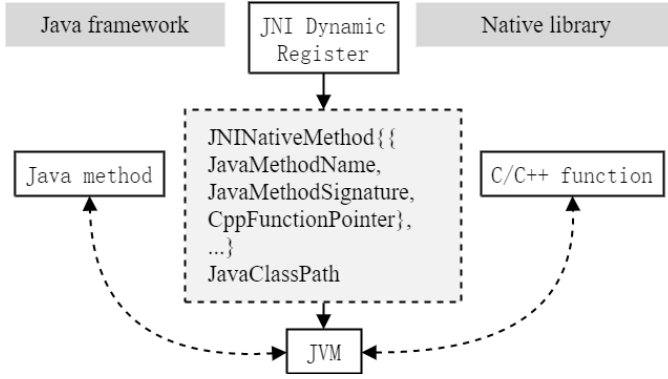 Java framework
JNI Dynamic
Register
Native library
JNINativeMethod{{
JavaMethodName,
JavaMethodSignature,
CppFunctionPointer},
...}
JavaClassPath
Java method
C/C++ function
JVM